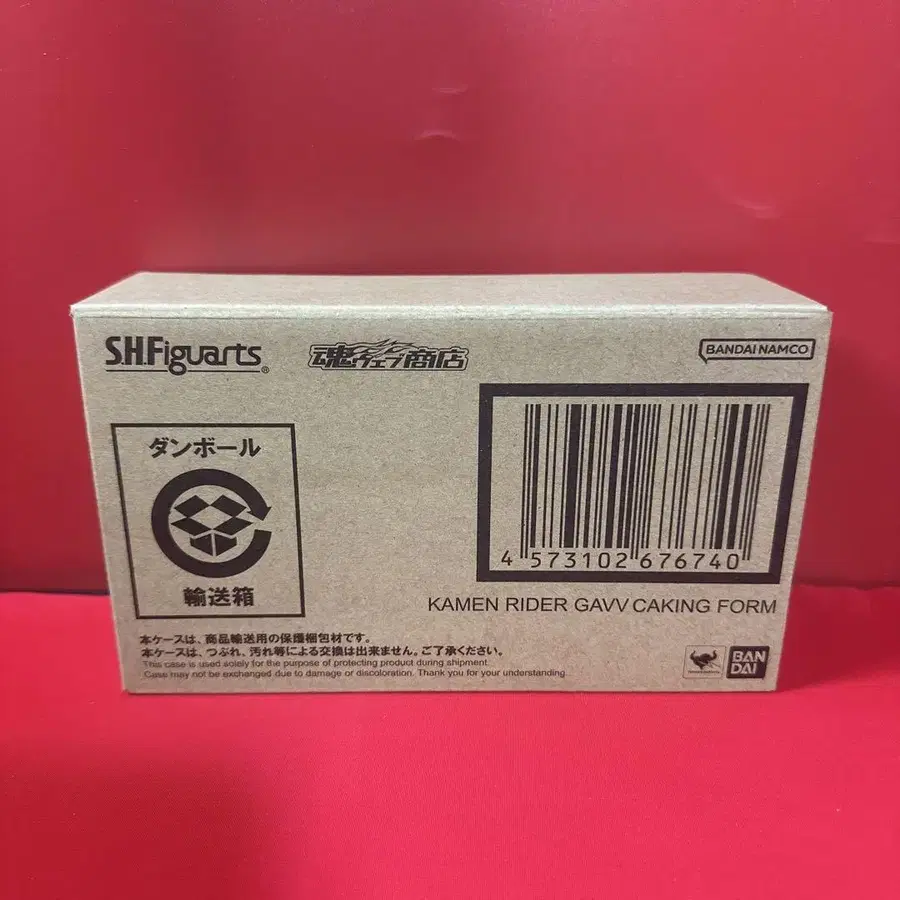 S.H.Figuarts®
魂ウェブ商店
BANDAI NAMCO
ダンボール
輸送箱
4 573102 676740
KAMEN RIDER GAVV CAKING FORM
本ケースは、商品輸送用の保護梱包材です。
本ケースは、つぶれ、汚れ等による交換は出来ません。ご了承ください。
This case is used solely for the purpose of protecting product during shipment.
Case may not be exchanged due to damage or discoloration. Thank you for your understanding.
BAN
DAI